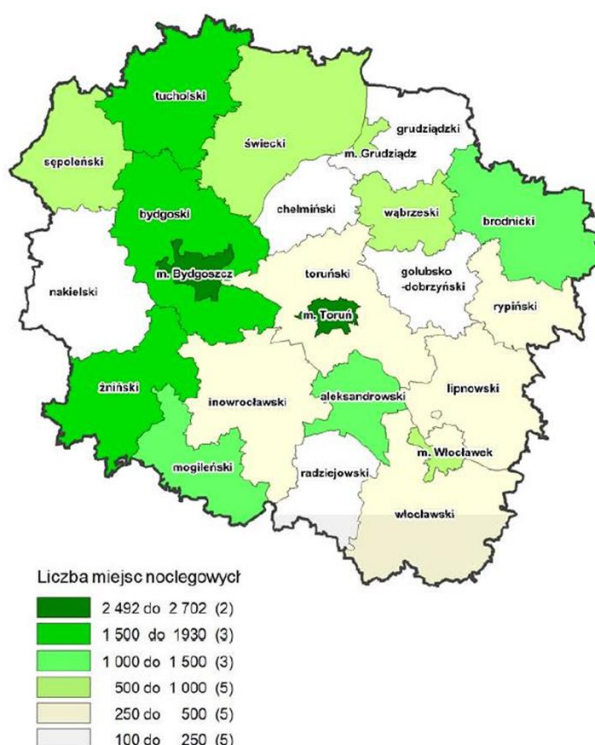 tucholski
świecki
grudziądzki
m. Grudziądz
sępoleński
bydgoski
chełmiński
wąbrzeski
brodnicki
m. Bydgoszcz
toruński
golubsko
-dobrzyński
nakielski
rypiński
m. Toruń
żniński
inowrocławski
aleksandrowski
lipnowski
mogileński
radziejowski
m. Włocławek
włocławski
Liczba miejsc noclegowych
2 492 do 2 702 (2)
1 500 do 1930 (3)
1 000 do 1 500 (3)
500 do 1 000 (5)
250 do 500 (5)
100 do 250 (5)